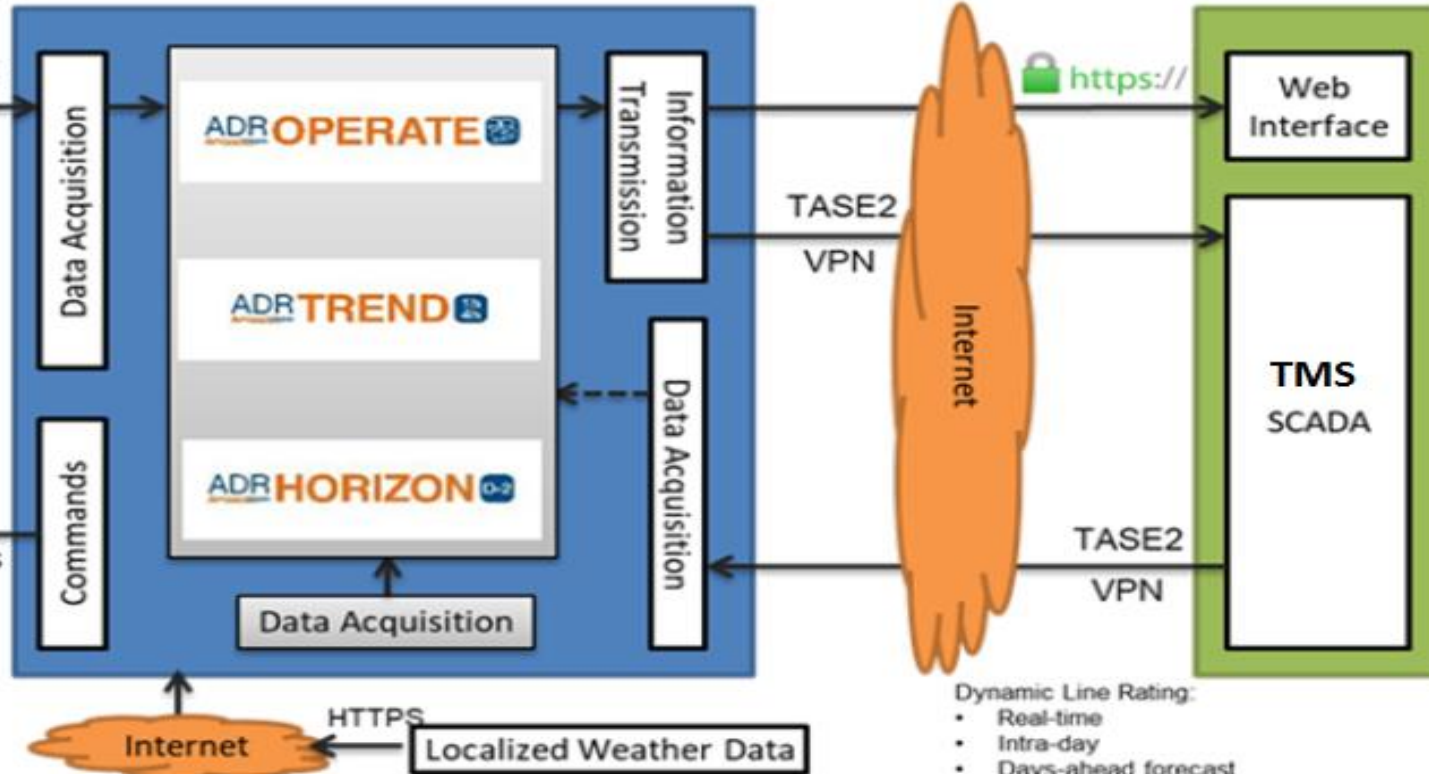 Data Acquisition
Commands
ADR OPERATE
ADR TREND
ADR HORIZON 0-2
Data Acquisition
Information
Transmission
Data Acquisition
https://
TASE2
VPN
Internet
TASE2
VPN
Web
Interface
TMS
SCADA
HTTPS
Internet
Localized Weather Data
Dynamic Line Rating:
• Real-time
• Intra-day
• Days-ahead forecast